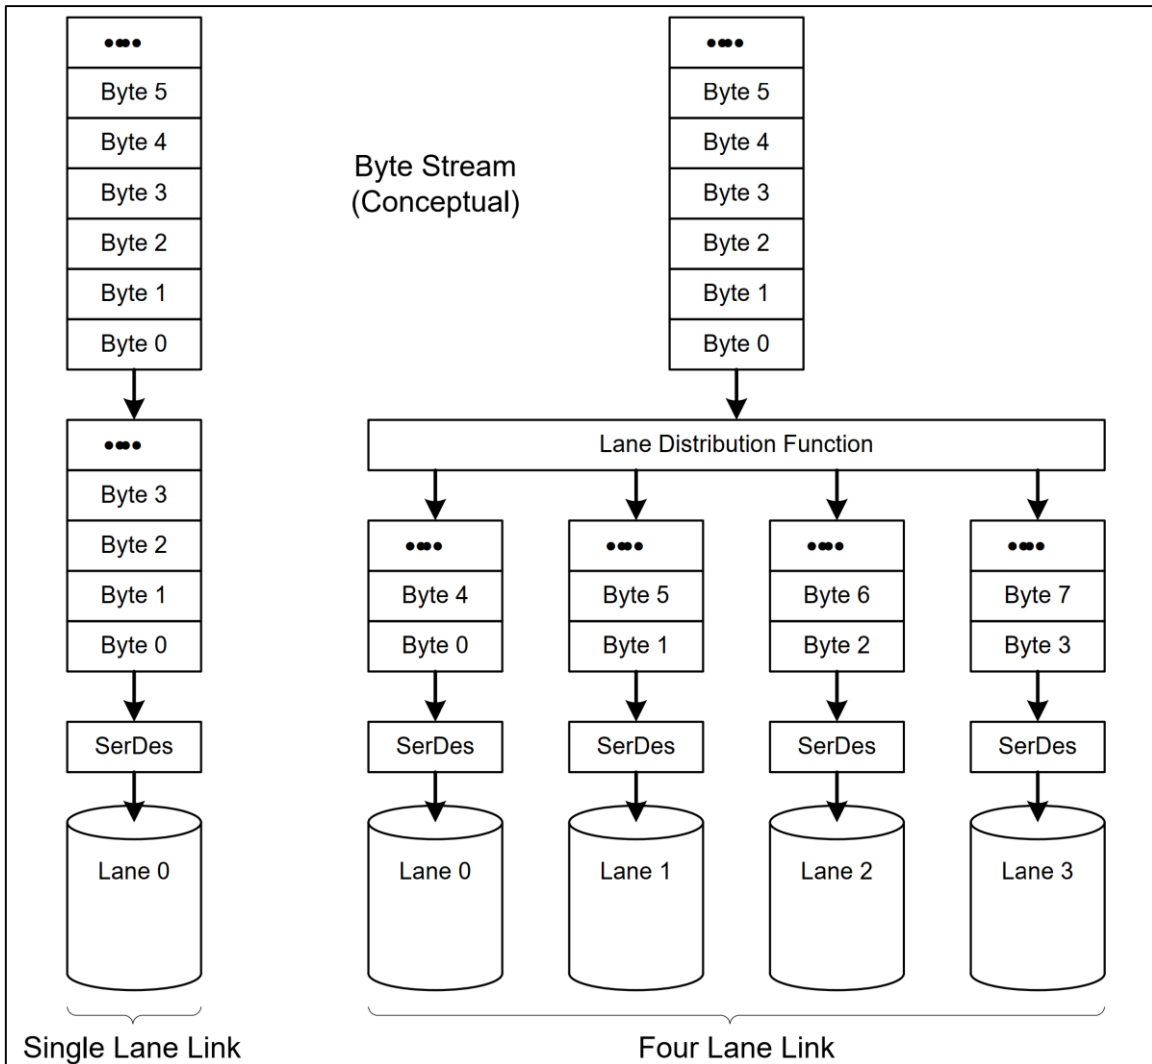 ••••
Byte 5
Byte 4
Byte 3
Byte 2
Byte 1
Byte 0
••••
Byte 3
Byte 2
Byte 1
Byte 0
SerDes
Lane 0
Single Lane Link
Byte Stream
(Conceptual)
••••
Byte 5
Byte 4
Byte 3
Byte 2
Byte 1
Byte 0
Lane Distribution Function
••••
Byte 4
Byte 0
SerDes
Lane 0
••••
Byte 5
Byte 1
SerDes
Lane 1
••••
Byte 6
Byte 2
SerDes
Lane 2
••••
Byte 7
Byte 3
SerDes
Lane 3
Four Lane Link